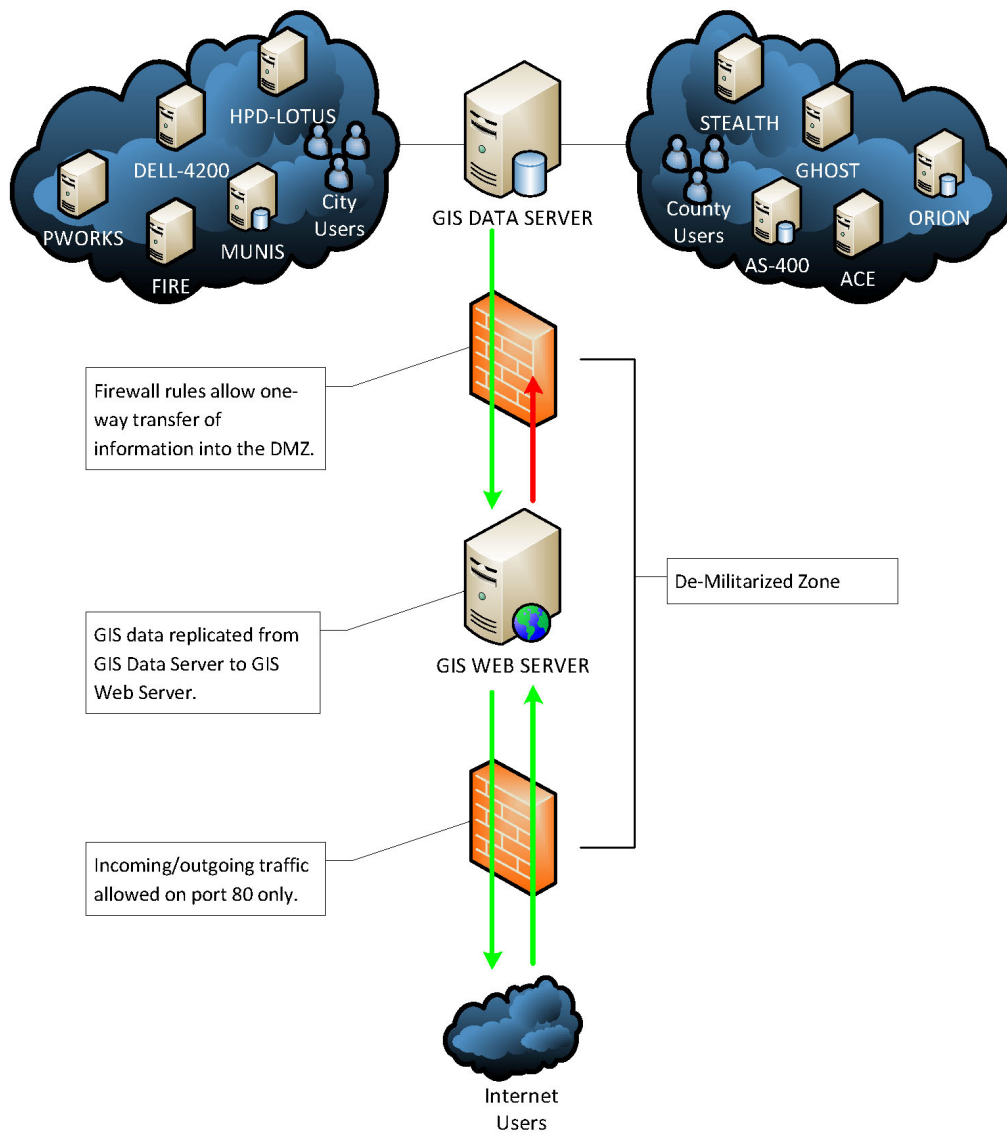 HPD-LOTUS
DELL-4200
City
Users
PWORKS
MUNIS
FIRE
GIS DATA SERVER
STEALTH
GHOST
County
Users
ORION
AS-400
ACE
Firewall rules allow one-
way transfer of
information into the DMZ.
De-Militarized Zone
GIS data replicated from
GIS Data Server to GIS
Web Server.
GIS WEB SERVER
Incoming/outgoing traffic
allowed on port 80 only.
Internet
Users